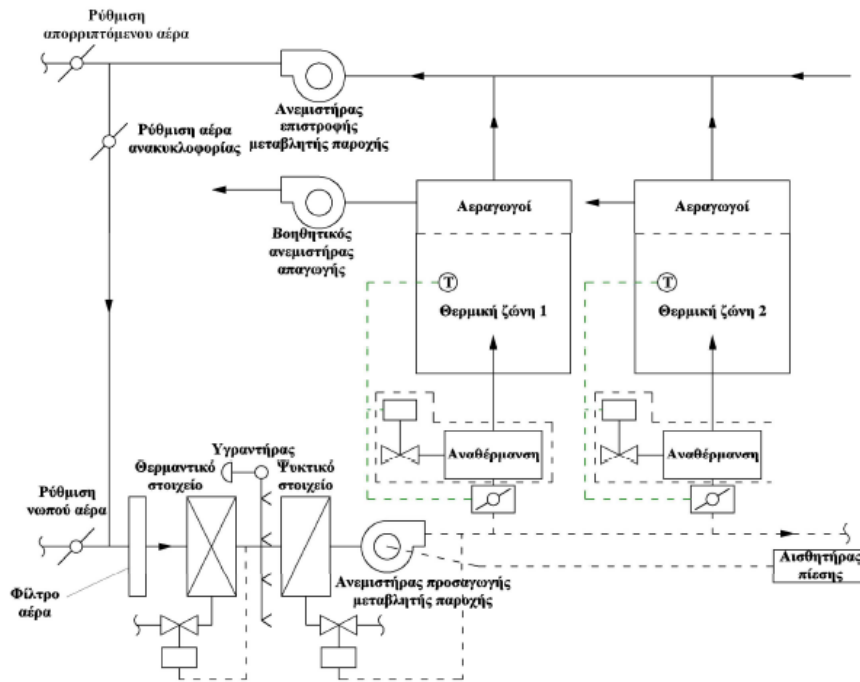 Ρύθμιση
απορριπτόμενου αέρα
Ανεμιστήρας
επιστροφής
μεταβλητής παροχής
Ρύθμιση αέρα
ανακυκλοφορίας
Αεραγωγοί
Αεραγωγοί
Βοηθητικός
ανεμιστήρας
απαγωγής
T
T
Θερμική ζώνη 1
Θερμική ζώνη 2
Υγραντήρας
Αναθέρμανση
Αναθέρμανση
Θερμαντικό
στοιχείο
Ψυκτικό
στοιχείο
Ρύθμιση
νωπού αέρα
Αισθητήρας
πίεσης
Ανεμιστήρας προσαγωγής
μεταβλητής παροχής
Φίλτρο
αέρα